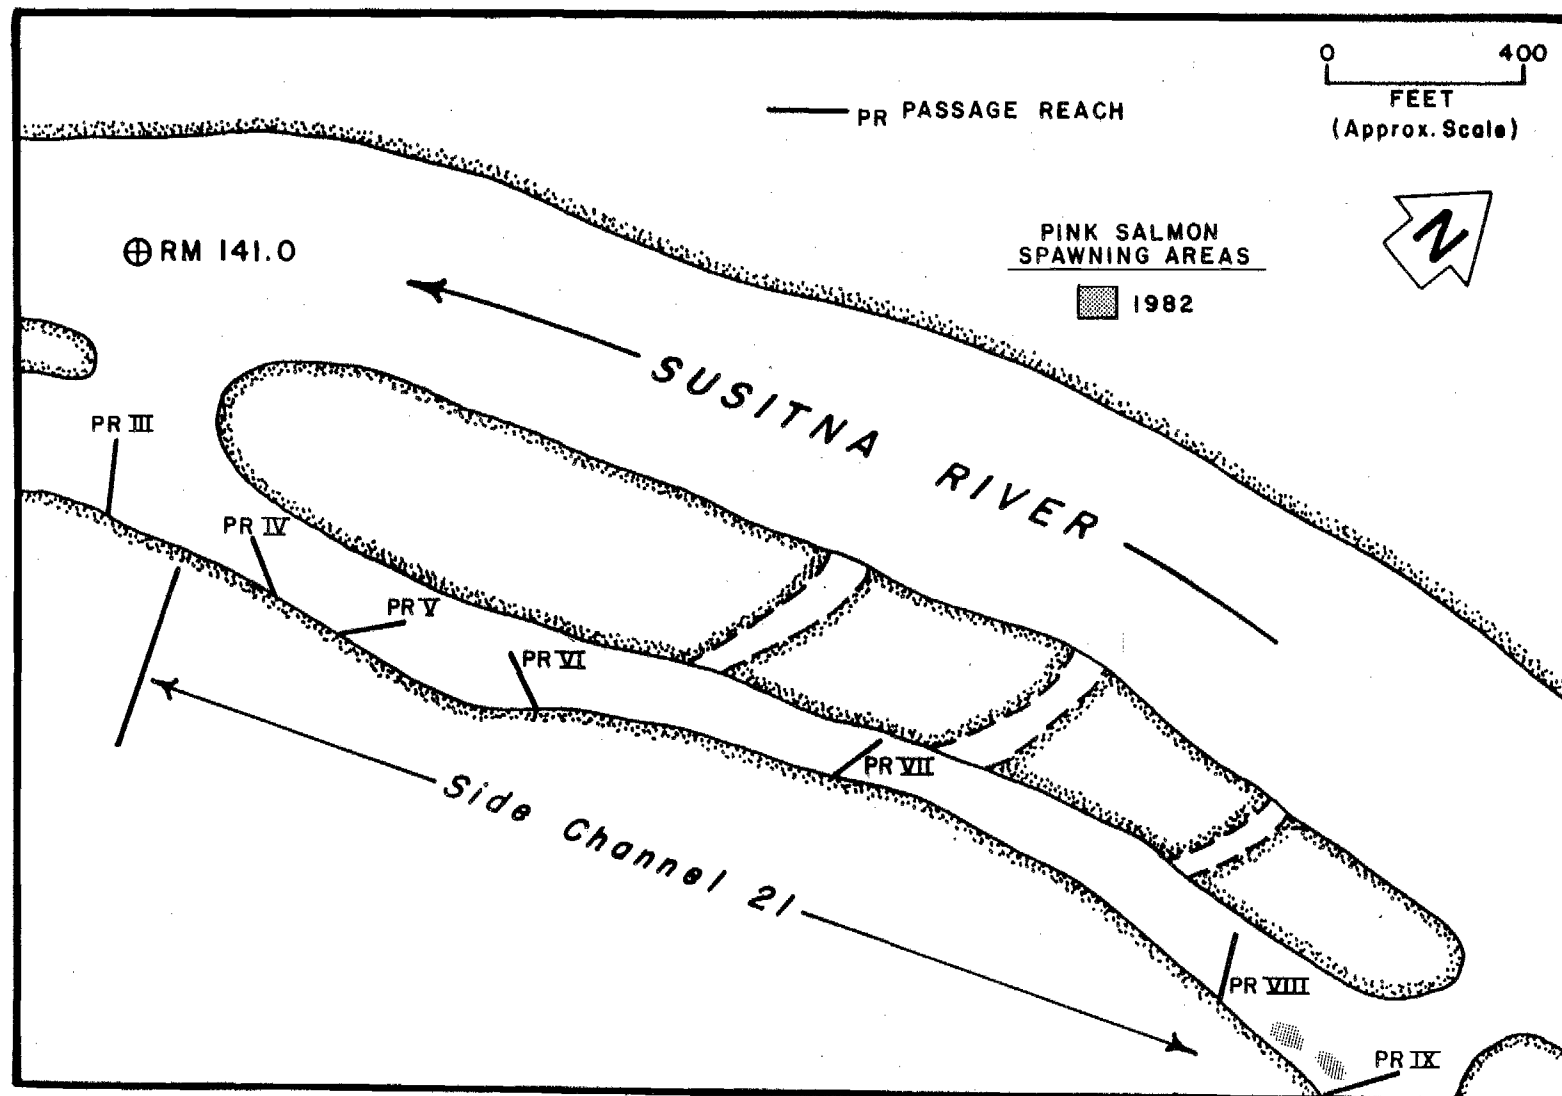 0 400
FEET
(Approx. Scale)
PR PASSAGE REACH
N
PINK SALMON
SPAWNING AREAS
1982
RM 141.0
SUSITNA RIVER
PR III
PR IV
PR V
PR VI
PR VII
Side Channel 21
PR VIII
PR IX